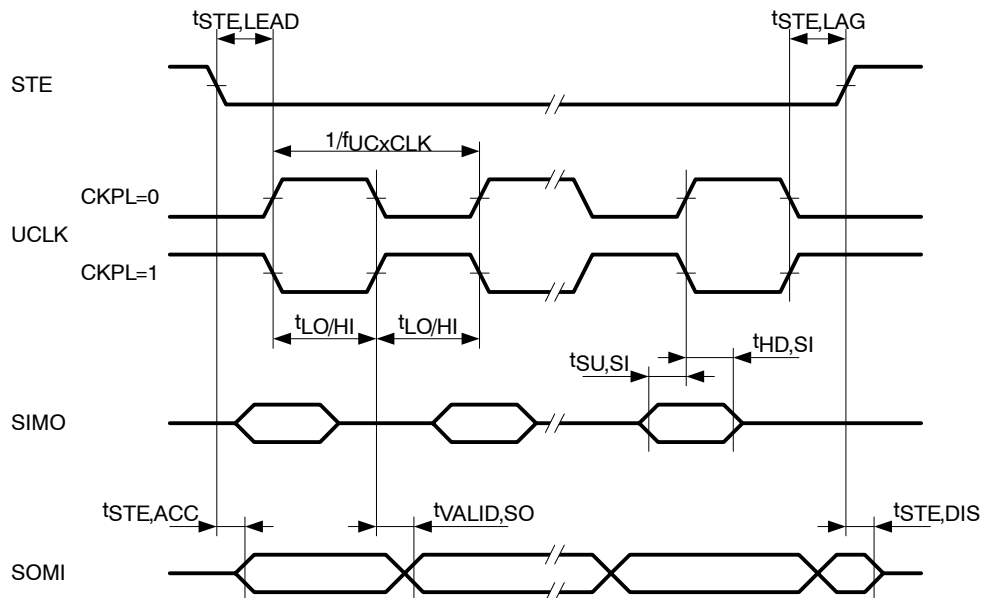 tSTE,LEAD
tSTE,LAG
STE
1/fUCxCLK
CKPL=0
UCLK
CKPL=1
tLO/HI
tLO/HI
tSU,SI
tHD,SI
SIMO
tSTE,ACC
tVALID,SO
tSTE,DIS
SOMI